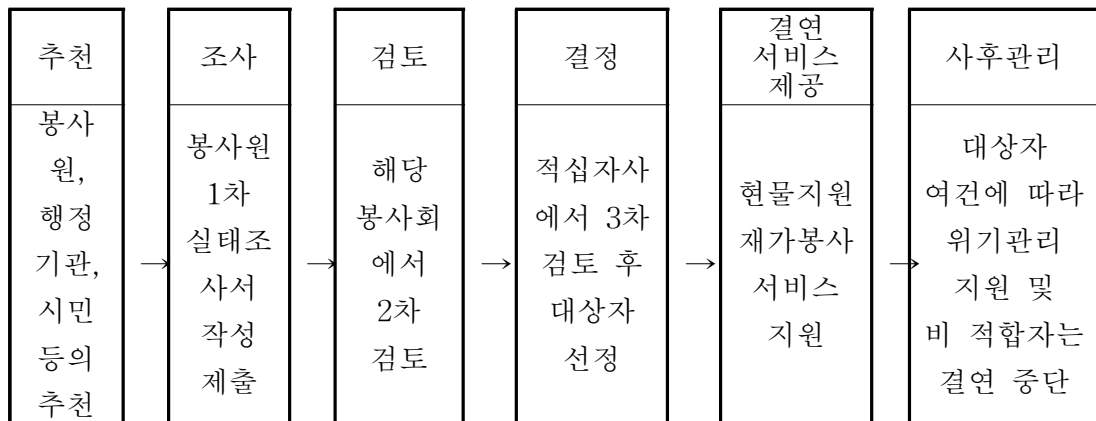 추천
봉사
원,
행정
기관,
시민
등의
추천
→
조사
봉사원
1차
실태조
사서
작성
제출
→
검토
해당
봉사회
에서
2차
검토
→
결정
적십자사
에서 3차
검토 후
대상자
선정
→
결연
서비스
제공
현물지원
재가봉사
서비스
지원
→
사후관리
대상자
여건에 따라
위기관리
지원 및
비 적합자는
결연 중단